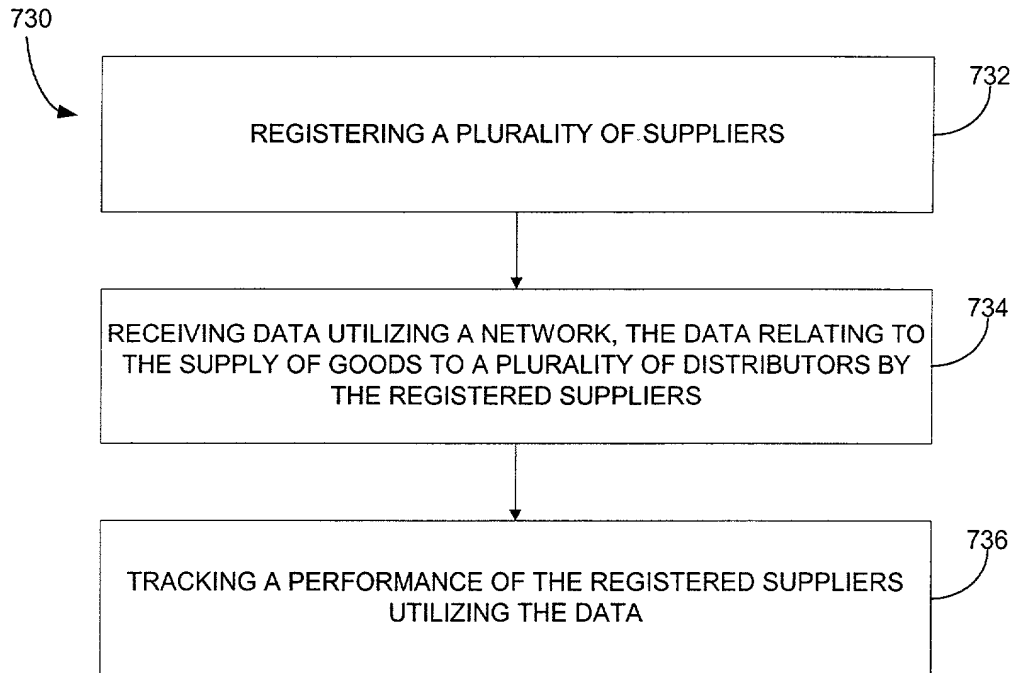 730
732
REGISTERING A PLURALITY OF SUPPLIERS
734
RECEIVING DATA UTILIZING A NETWORK, THE DATA RELATING TO
THE SUPPLY OF GOODS TO A PLURALITY OF DISTRIBUTORS BY
THE REGISTERED SUPPLIERS
736
TRACKING A PERFORMANCE OF THE REGISTERED SUPPLIERS
UTILIZING THE DATA